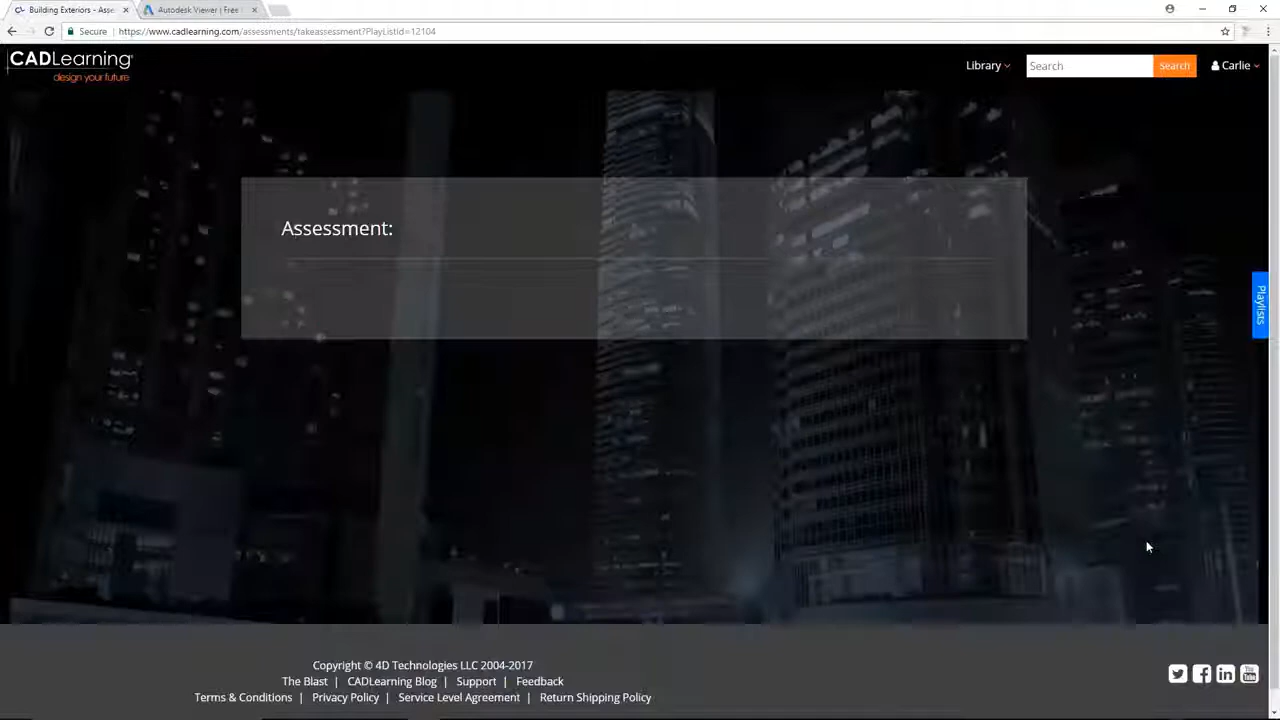 Building Exteriors - Asse
Autodesk Viewer | Free
Secure
https://www.cadlearning.com/assessments/takeassessment?PlayListId=12104
CADLearning
design your future
Library
Search
Search
Carlie
Assessment:
Playlists
Copyright © 4D Technologies LLC 2004-2017
The Blast | CADLearning Blog | Support | Feedback
Terms & Conditions | Privacy Policy | Service Level Agreement | Return Shipping Policy
You Tube